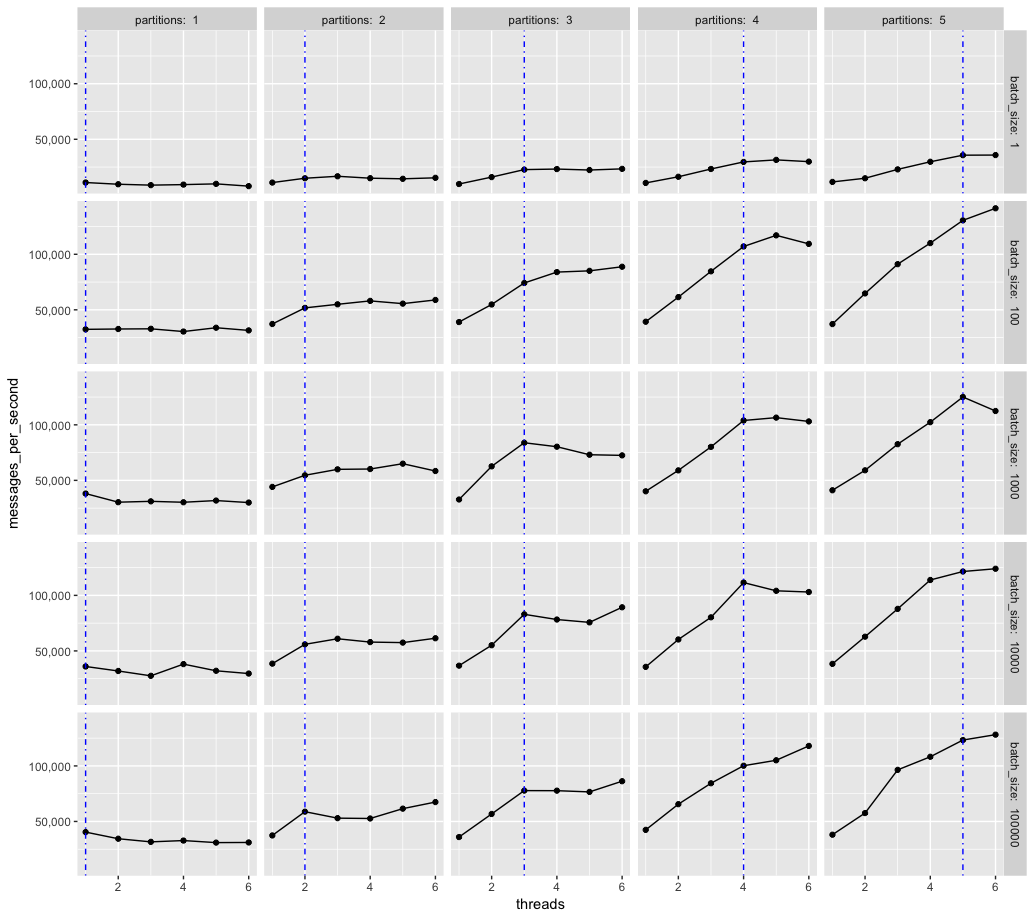 partitions: 1
partitions: 2
partitions: 3
partitions: 4
partitions: 5
100,000
50,000
batch_size: 1
100,000
50,000
batch_size: 100
100,000
50,000
batch_size: 1000
100,000
50,000
batch_size: 10000
100,000
50,000
batch_size: 100000
messages_per_second
2 4 6
2 4 6
2 4 6
2 4 6
2 4 6
threads